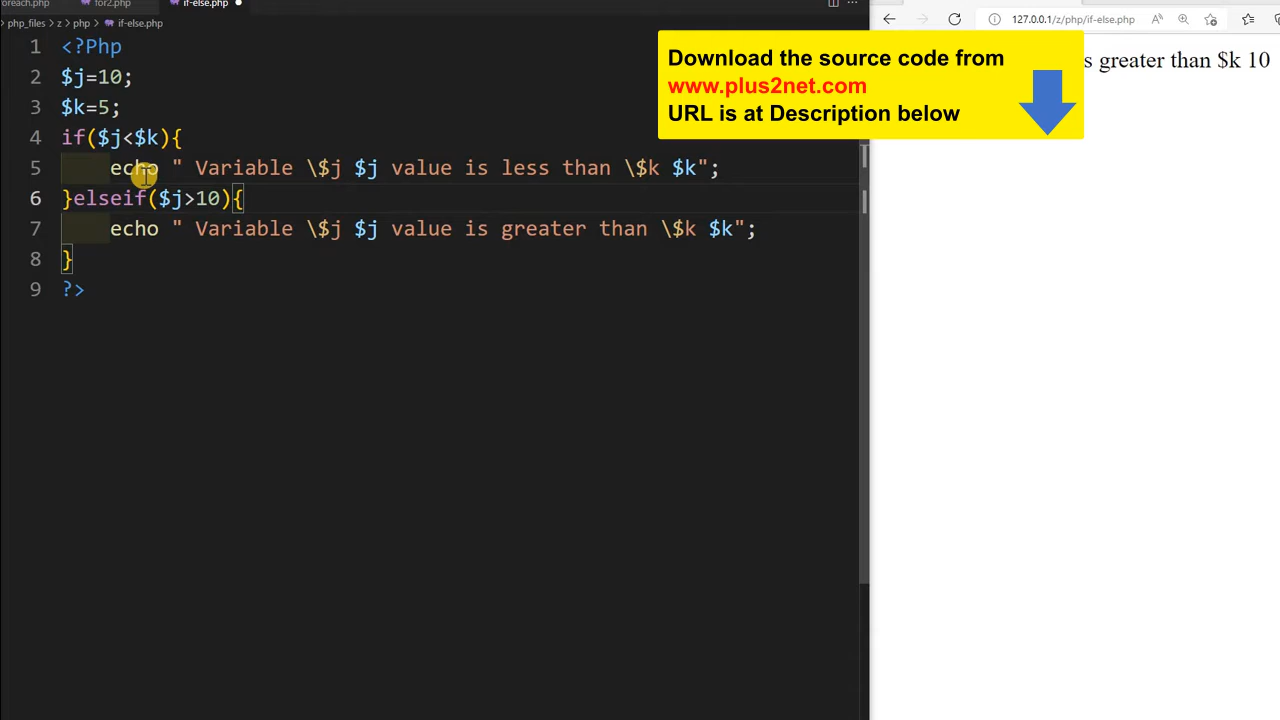 oreach.php for2.php if-else.php
php_files > z > php > if-else.php
127.0.0.1/z/php/if-else.php
1 <?Php
2 $j=10;
3 $k=5;
4 if($j<$k){
5 echo " Variable \$j $j value is less than \$k $k";
6 }elseif($j>10){
7 echo " Variable \$j $j value is greater than \$k $k";
8 }
9 ?>
Download the source code from
www.plus2net.com
URL is at Description below
s greater than $k 10